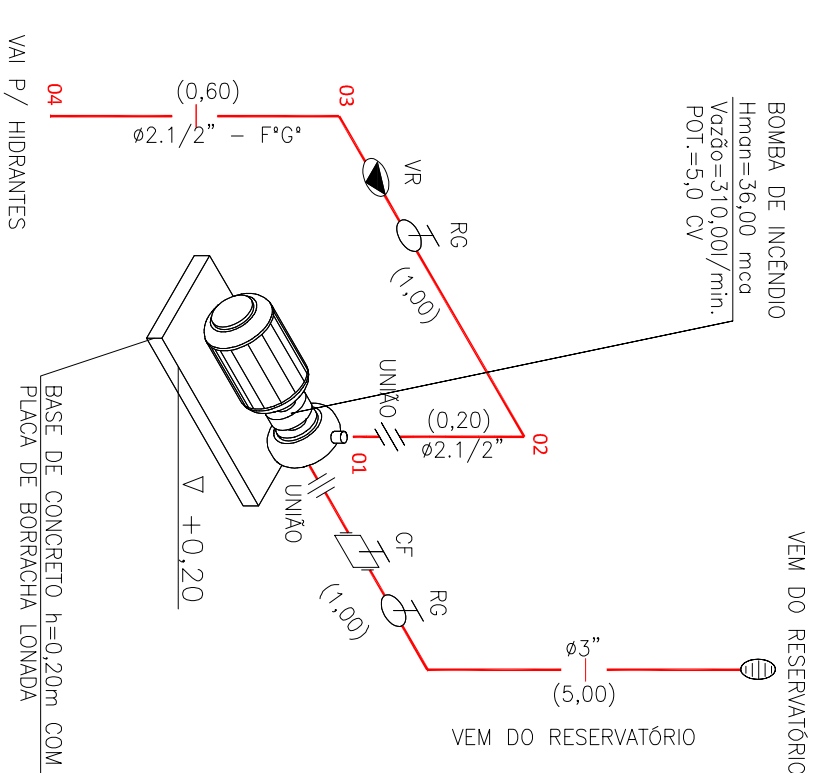 BOMBA DE INCÊNDIO
Hman=36,00 mca
Vazão=310,00l/min.
POT.=5,0 CV
VAI P/ HIDRANTES
04
(0,60)
ø2.1/2" - FºGº
03
VR
RG
(1,00)
UNIÃO
(0,20)
ø2.1/2"
02
01
UNIÃO
CF
RG
(1,00)
ø3"
(5,00)
VEM DO RESERVATÓRIO
VEM DO RESERVATÓRIO
+0,20
BASE DE CONCRETO h=0,20m COM
PLACA DE BORRACHA LONADA